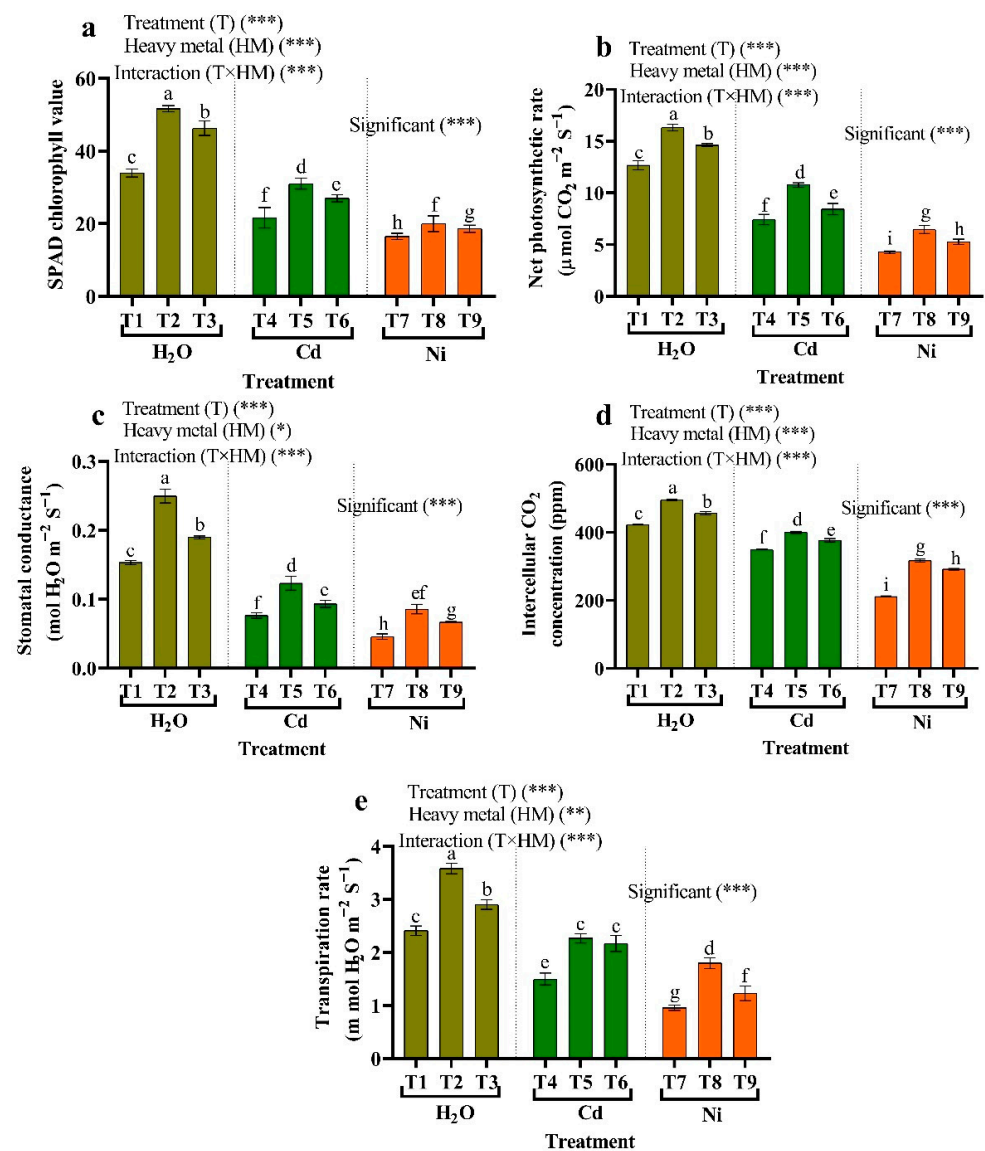 a
Treatment (T) (***)
Heavy metal (HM) (***)
Interaction (T×HM) (***)
SPAD chlorophyll value
60
40
20
0
c
a
b
f
d
e
h
f
g
Significant (***)
T1 T2 T3 T4 T5 T6 T7 T8 T9
H2O Cd Ni
Treatment
b
Treatment (T) (***)
Heavy metal (HM) (***)
Interaction (T×HM) (***)
Net photosynthetic rate
(μmol CO2 m−2 S−1)
20
15
10
5
0
c
a
b
f
d
e
i
g
h
Significant (***)
T1 T2 T3 T4 T5 T6 T7 T8 T9
H2O Cd Ni
Treatment
c
Treatment (T) (***)
Heavy metal (HM) (*)
Interaction (T×HM) (***)
Stomatal conductance
(mol H2O m−2 S−1)
0.3
0.2
0.1
0.0
c
a
b
f
d
e
h
ef
g
Significant (***)
T1 T2 T3 T4 T5 T6 T7 T8 T9
H2O Cd Ni
Treatment
d
Treatment (T) (***)
Heavy metal (HM) (***)
Interaction (T×HM) (***)
Intercellular CO2
concentration (ppm)
600
400
200
0
c
a
b
f
d
e
i
g
h
Significant (***)
T1 T2 T3 T4 T5 T6 T7 T8 T9
H2O Cd Ni
Treatment
e
Treatment (T) (***)
Heavy metal (HM) (**)
Interaction (T×HM) (***)
Transpiration rate
(m mol H2O m−2 S−1)
4
3
2
1
0
c
a
b
e
c
c
g
d
f
Significant (***)
T1 T2 T3 T4 T5 T6 T7 T8 T9
H2O Cd Ni
Treatment